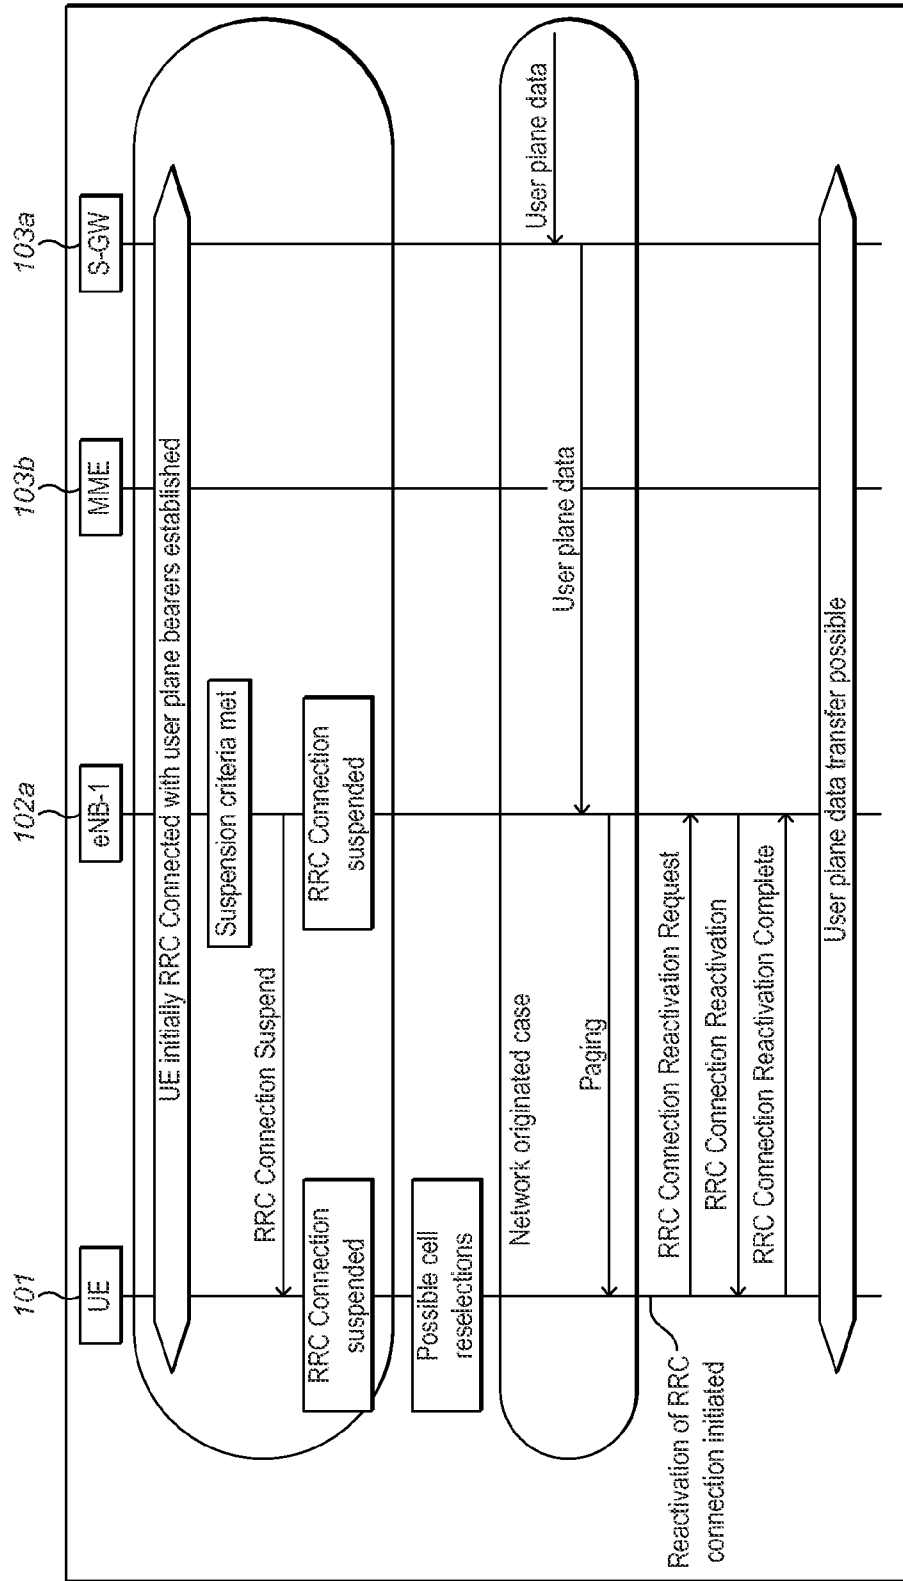 101
102a
103b
103a
UE
eNB-1
MME
S-GW
UE initially RRC Connected with user plane bearers established
Suspension criteria met
RRC Connection Suspend
RRC Connection
suspended
RRC Connection
suspended
Possible cell
reselections
Network originated case
User plane data
User plane data
Paging
Reactivation of RRC
connection initiated
RRC Connection Reactivation Request
RRC Connection Reactivation
RRC Connection Reactivation Complete
User plane data transfer possible